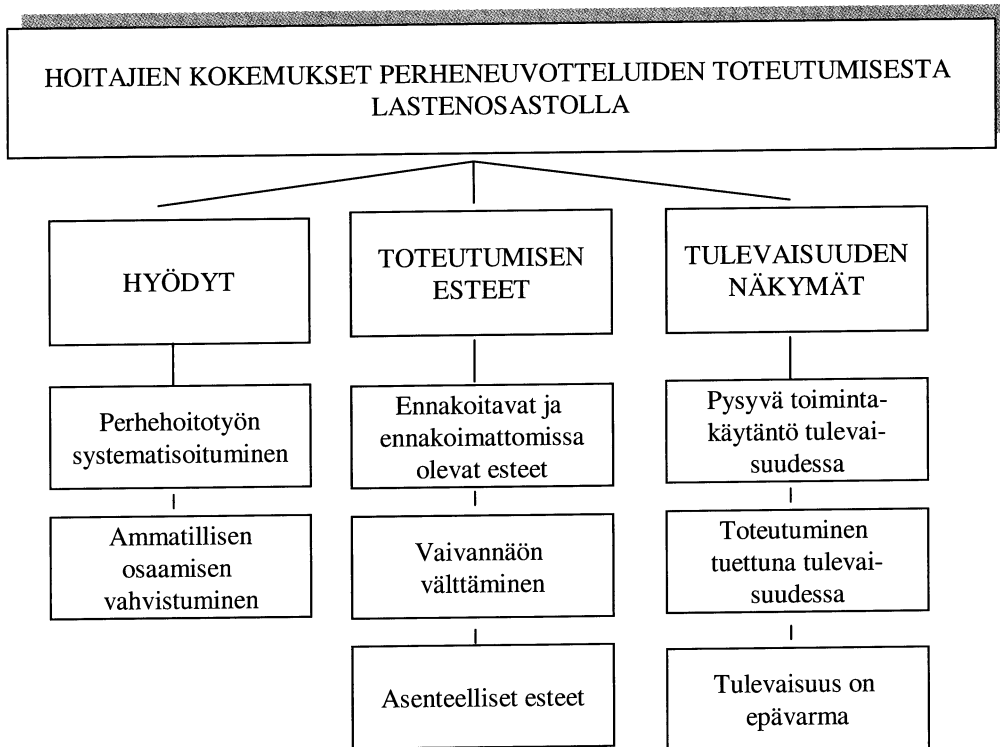 HOITAJIEN KOKEMUKSET PERHENEUVOTTELUIDEN TOTEUTUMISESTA
LASTENOSASTOLLA
HYÖDYT
TOTEUTUMISEN
ESTEET
TULEVAISUUDEN
NÄKYMÄT
Perhehoitotyön
systematisoituminen
Ennakoitavat ja
ennakoimattomissa
olevat esteet
Pysyvä toiminta-
käytäntö tulevai-
suudessa
Ammatillisen
osaamisen
vahvistuminen
Vaivannäön
välttäminen
Toteutuminen
tuettuna tulevai-
suudessa
Asenteelliset esteet
Tulevaisuus on
epävarma